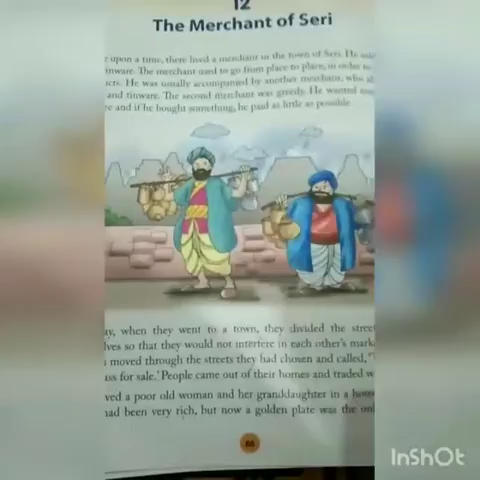 12
The Merchant of Seri
upon a time, there lived a merchant in the town of Seri. He
inware. The merchant used to go from place to place, in order to
He was usually accompanied by another merchant, who
and tinware. The second merchant was greedy. He wanted
and if he bought something, he paid as little as possible
when they went to a town, they divided the street
lves so that they would not interfere in each other's mark
moved through the streets they had chosen and called,
ss for sale.' People came out of their homes and traded w
ved a poor old woman and her granddaughter in a house
had been very rich, but now a golden plate was the
InShOt